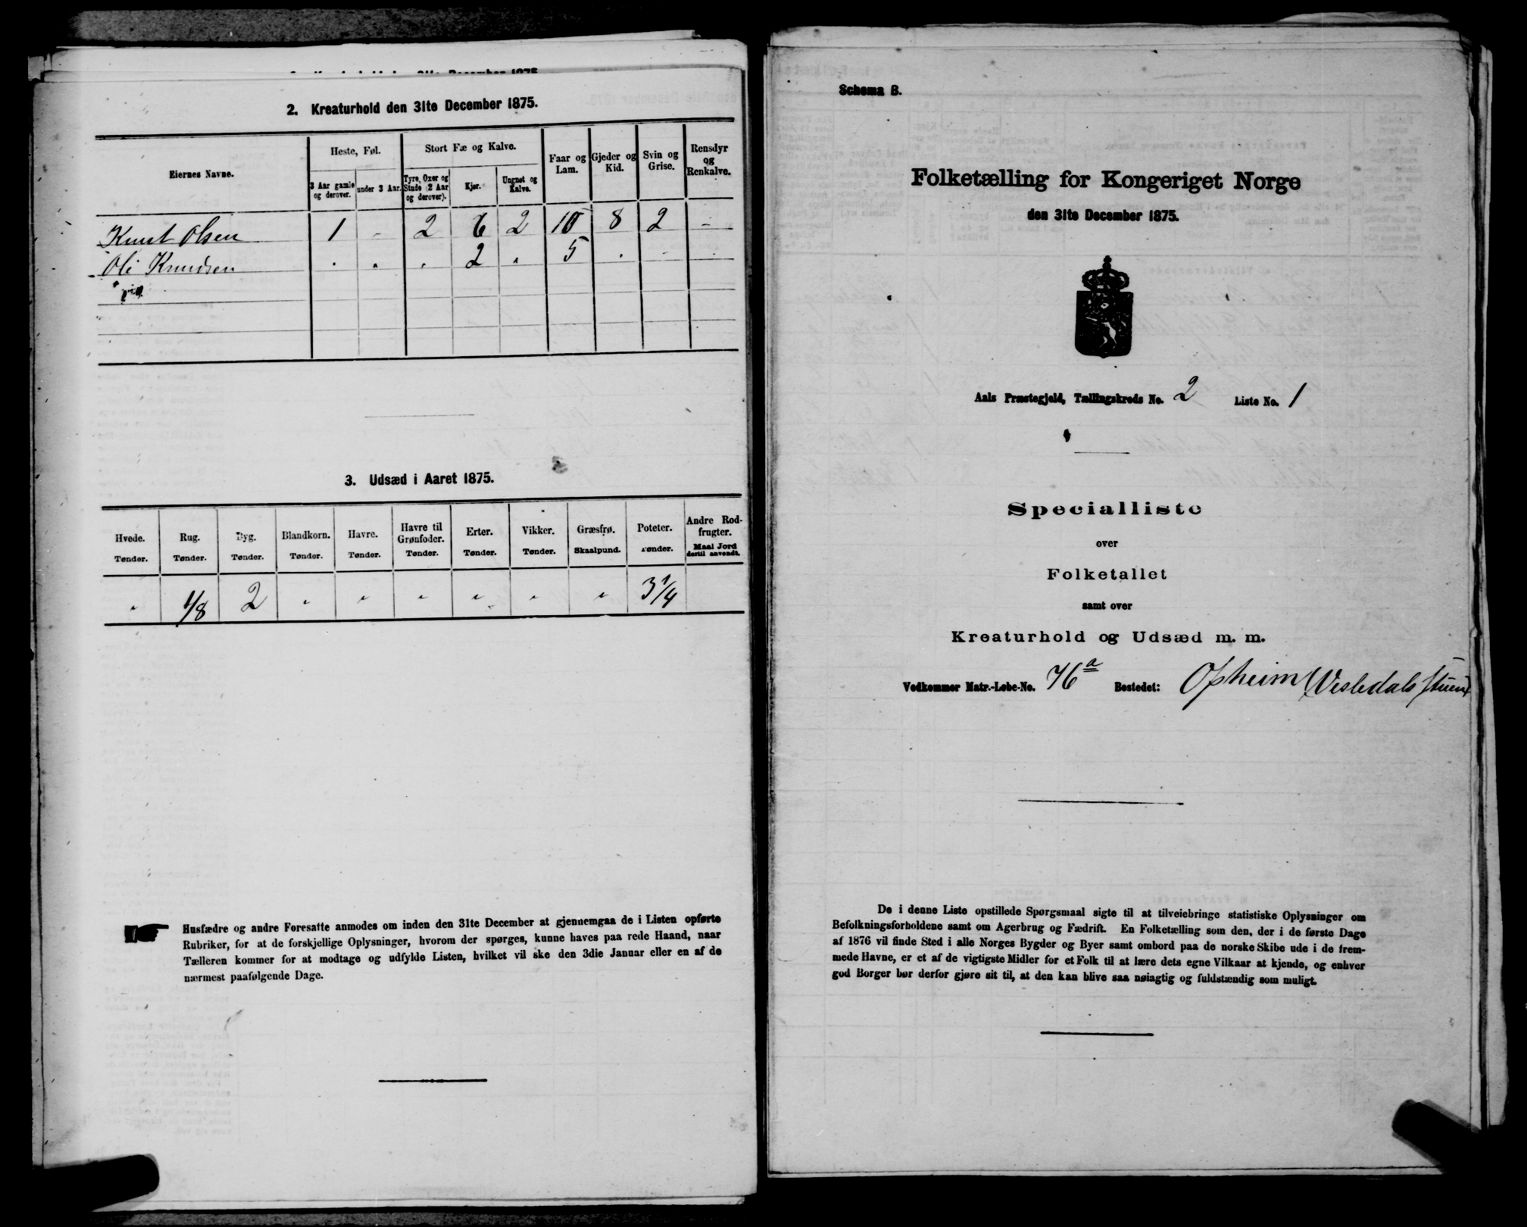 2. Kreaturhold den 31te December 1875.
Eiernes Navne.
Heste, Føl.
3 Aar gamle og derover.
under 3 Aar.
Stort Fæ og Kalve.
Tyre, Oxer og Stude (2 Aar og derover).
Kjør.
Ungnøt og Kalve.
Faar og Lam.
Gjeder og Kid.
Svin og Grise.
Rensdyr og Renkalve.
Knut Olsen 1 - 2 6 2 10 8 2 -
Ole Knudsen . „ . 2 „ 5 . . .
3. Udsæd i Aaret 1875.
Hvede. Rug. Byg. Blandkorn. Havre. Havre til Grønfoder. Erter. Vikker. Græsfrø. Poteter. Andre Rodfrugter.
Tønder. Tønder. Tønder. Tønder. Tønder. Tønder. Tønder. Tønder. Skaalpund. Tønder. Maal Jord dertil anvendt.
„ 1/8 2 „ „ „ „ „ „ 3 1/4
Husfædre og andre Foresatte anmodes om inden den 31te December at gjennemgaa de i Listen opførte
Rubriker, for at de forskjellige Oplysninger, hvorom der spørges, kunne haves paa rede Haand, naar
Tælleren kommer for at modtage og udfylde Listen, hvilket vil ske den 3die Januar eller en af de
nærmest paafølgende Dage.
Schema B.
Folketælling for Kongeriget Norge
den 31te December 1875.
Aals Præstegjeld, Tællingskreds No. 2 Liste No. 1
Specialliste
over
Folketallet
samt over
Kreaturhold og Udsæd m. m.
Vedkommer Matr.-Løbe-No. 76 a Bostedet: Opheim
De i denne Liste opstillede Spørgsmaal sigte til at tilveiebringe statistiske Oplysninger om
Befolkningsforholdene samt om Agerbrug og Fædrift. En Folketælling som den, der i de første Dage
af 1876 vil finde Sted i alle Norges Bygder og Byer samt ombord paa de norske Skibe ude i de frem-
mede Havne, er et af de vigtigste Midler for et Folk til at lære dets egne Vilkaar at kjende, og enhver
god Borger bør derfor gjøre sit til, at den kan blive saa nøiagtig og fuldstændig som muligt.